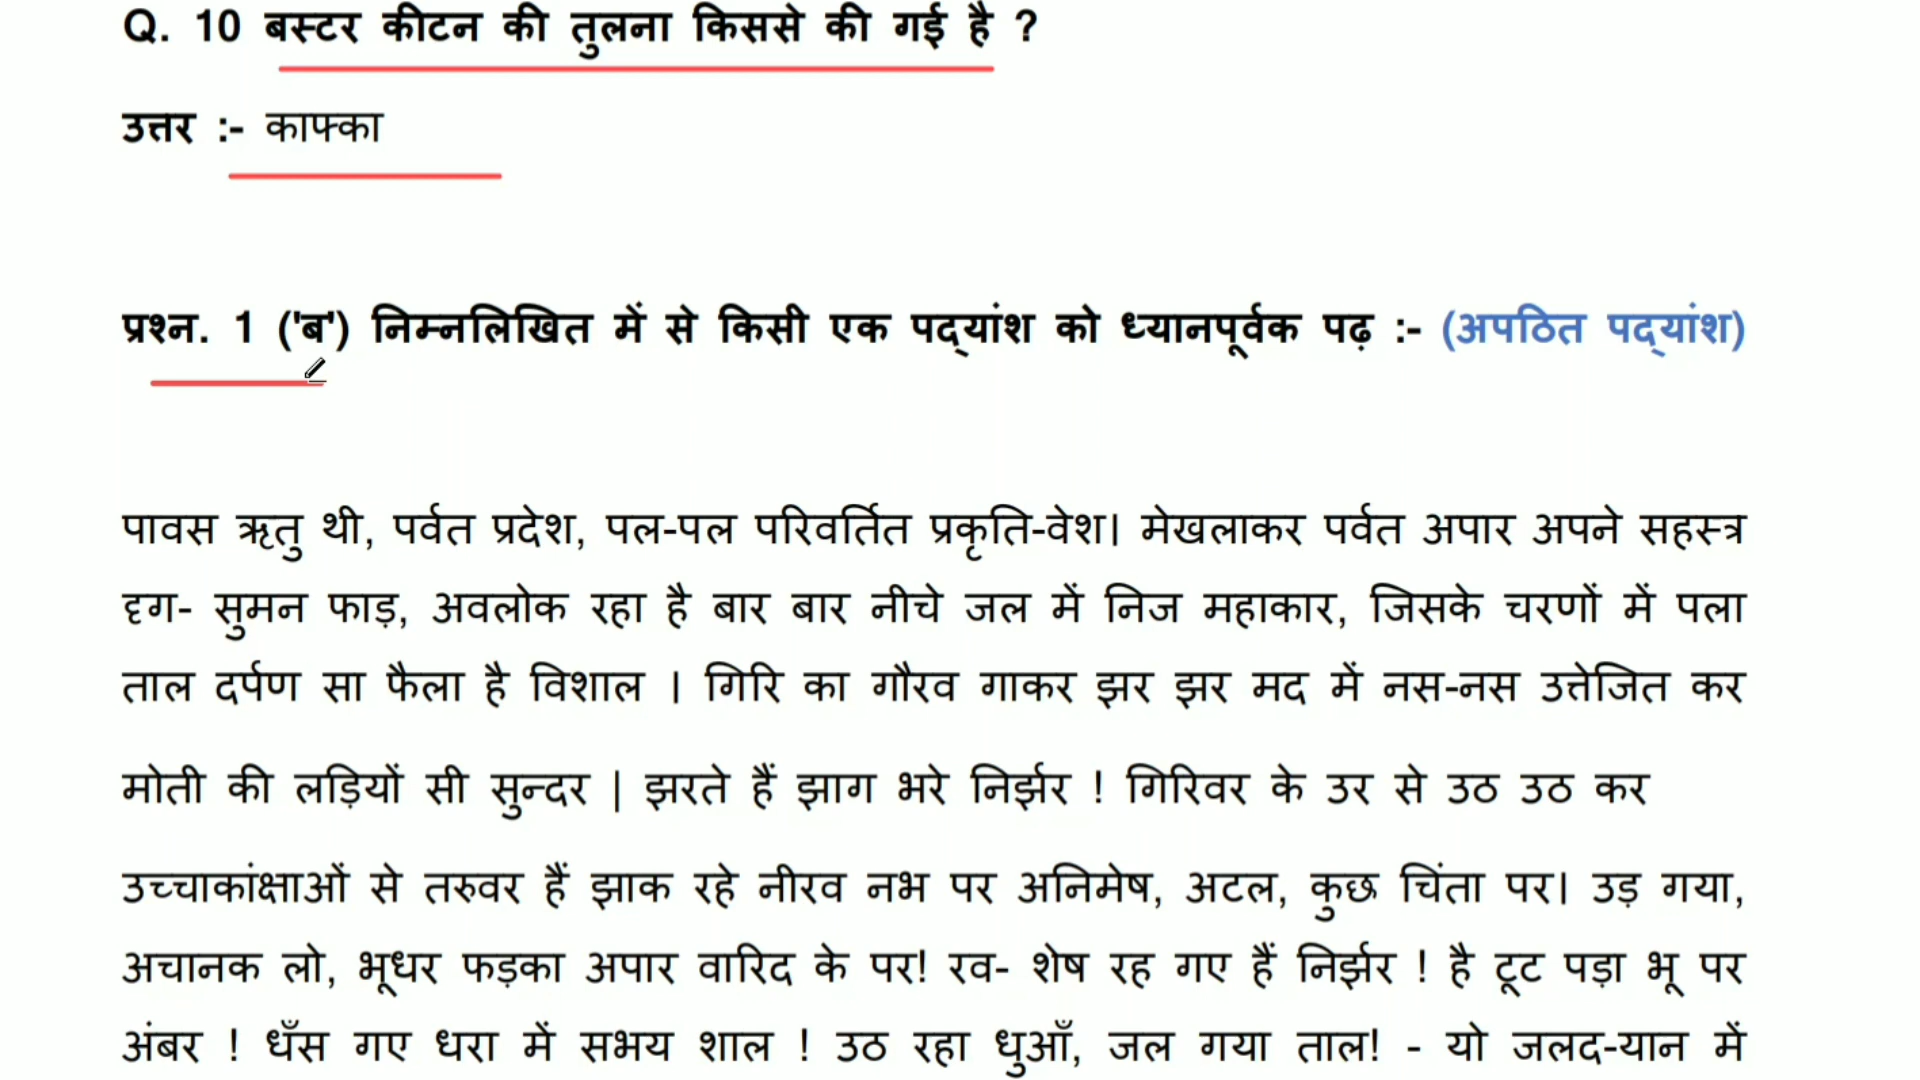 Q. 10 बस्टर कीटन की तुलना किससे की गई है ?
उत्तर :- काफ्का
प्रश्न. 1 ('ब') निम्नलिखित में से किसी एक पद्यांश को ध्यानपूर्वक पढ़ :- (अपठित पद्यांश)
पावस ऋतु थी, पर्वत प्रदेश, पल-पल परिवर्तित प्रकृति-वेश। मेखलाकर पर्वत अपार अपने सहस्त्र
दृग- सुमन फाड़, अवलोक रहा है बार बार नीचे जल में निज महाकार, जिसके चरणों में पला
ताल दर्पण सा फैला है विशाल । गिरि का गौरव गाकर झर झर मद में नस-नस उत्तेजित कर
मोती की लड़ियों सी सुन्दर | झरते हैं झाग भरे निर्झर ! गिरिवर के उर से उठ उठ कर
उच्चाकांक्षाओं से तरुवर हैं झाक रहे नीरव नभ पर अनिमेष, अटल, कुछ चिंता पर। उड़ गया,
अचानक लो, भूधर फड़का अपार वारिद के पर! रव- शेष रह गए हैं निर्झर ! है टूट पड़ा भू पर
अंबर ! धँस गए धरा में सभय शाल ! उठ रहा धुआँ, जल गया ताल! - यो जलद-यान में